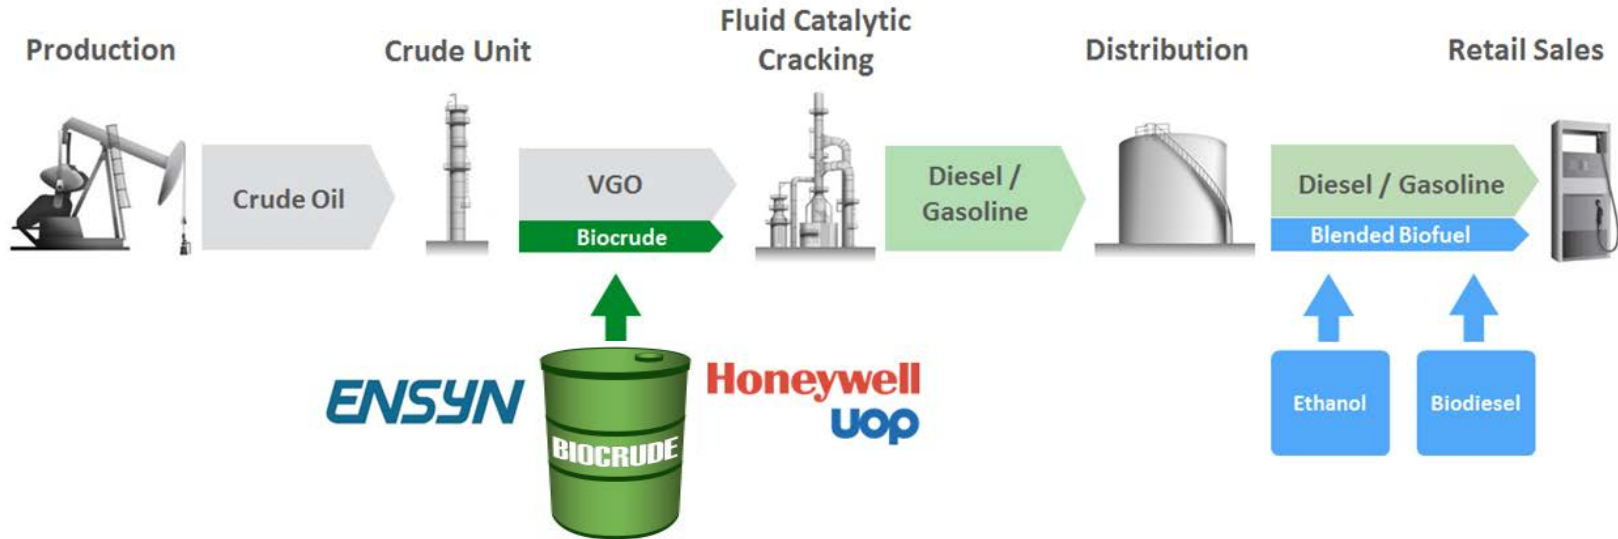 Production
Crude Unit
Fluid Catalytic
Cracking
Distribution
Retail Sales
Crude Oil
VGO
Biocrude
Diesel /
Gasoline
Diesel / Gasoline
Blended Biofuel
ENSYN
BIOCRUDE
Honeywell
uop
Ethanol
Biodiesel